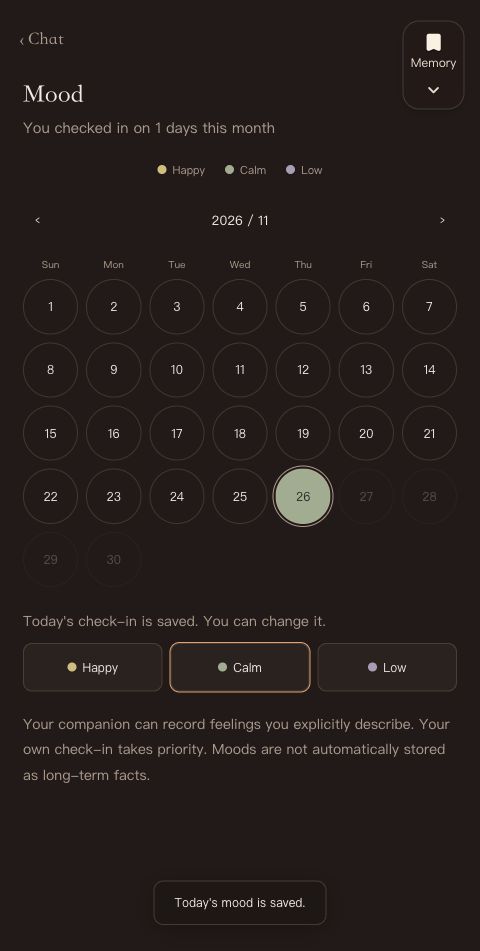 ‹ Chat
Memory
Mood
You checked in on 1 days this month
Happy Calm Low
‹ 2026 / 11 ›
Sun Mon Tue Wed Thu Fri Sat
1 2 3 4 5 6 7
8 9 10 11 12 13 14
15 16 17 18 19 20 21
22 23 24 25 26 27 28
29 30
Today's check-in is saved. You can change it.
Happy Calm Low
Your companion can record feelings you explicitly describe. Your
own check-in takes priority. Moods are not automatically stored
as long-term facts.
Today's mood is saved.